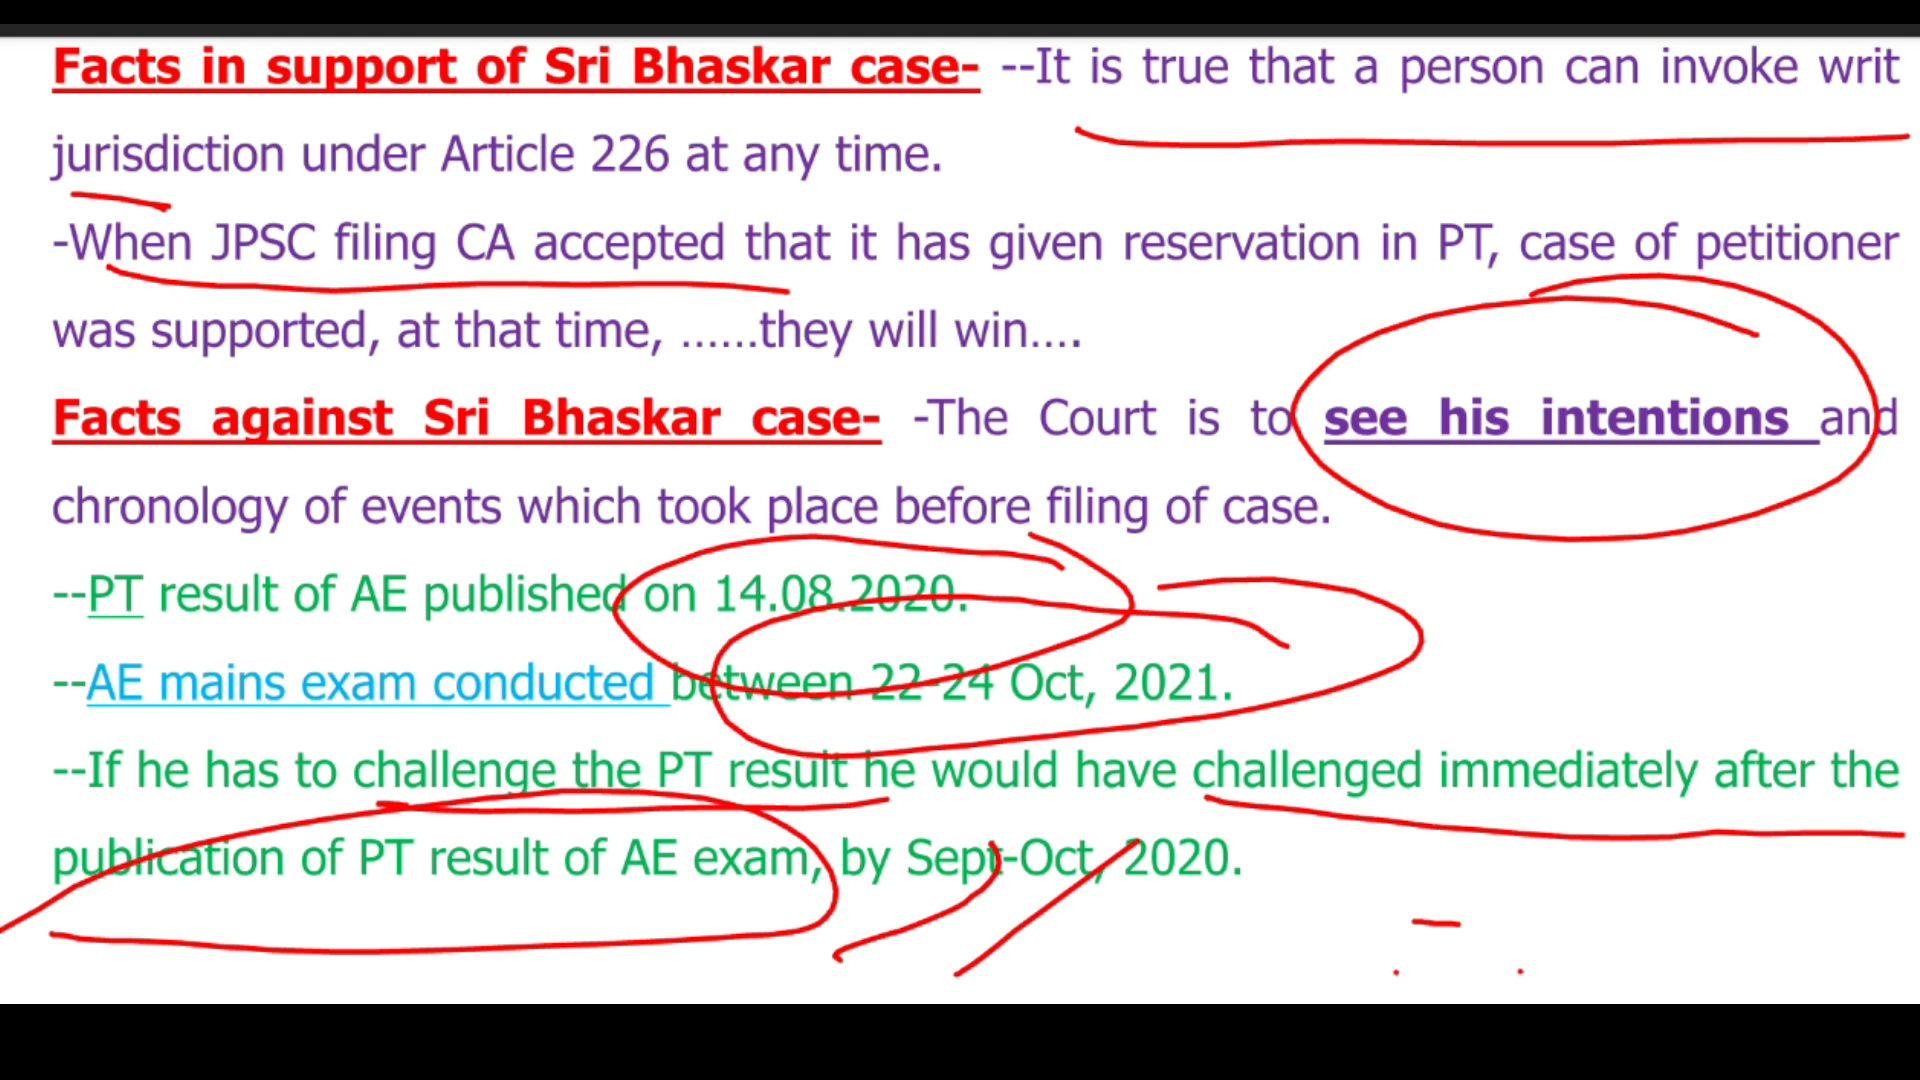 Facts in support of Sri Bhaskar case- --It is true that a person can invoke writ
jurisdiction under Article 226 at any time.
-When JPSC filing CA accepted that it has given reservation in PT, case of petitioner
was supported, at that time, ......they will win....
Facts against Sri Bhaskar case- -The Court is to see his intentions and
chronology of events which took place before filing of case.
--PT result of AE published on 14.08.2020.
--AE mains exam conducted between 22-24 Oct, 2021.
--If he has to challenge the PT result he would have challenged immediately after the
publication of PT result of AE exam, by Sept-Oct, 2020.